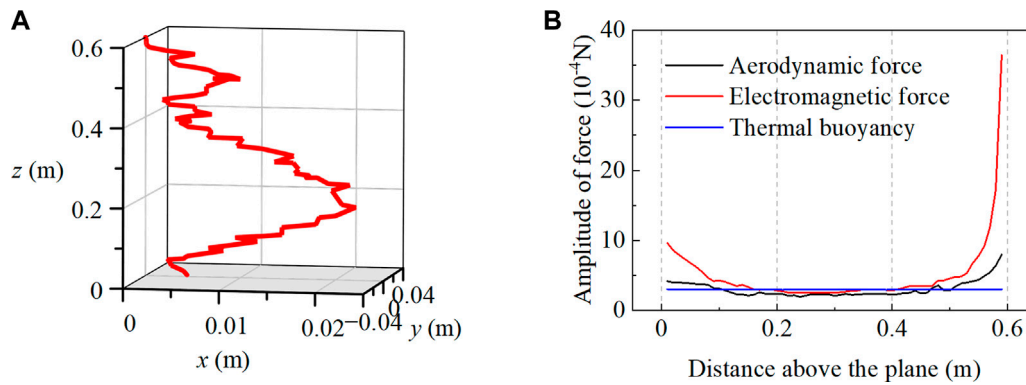 A
0.6
0.4
z (m)
0.2
0
0
0.01
0.02
−0.04
0
0.04
x (m)
y (m)
B
Amplitude of force (10⁻⁴N)
40
30
20
10
0
Aerodynamic force
Electromagnetic force
Thermal buoyancy
0.0
0.2
0.4
0.6
Distance above the plane (m)